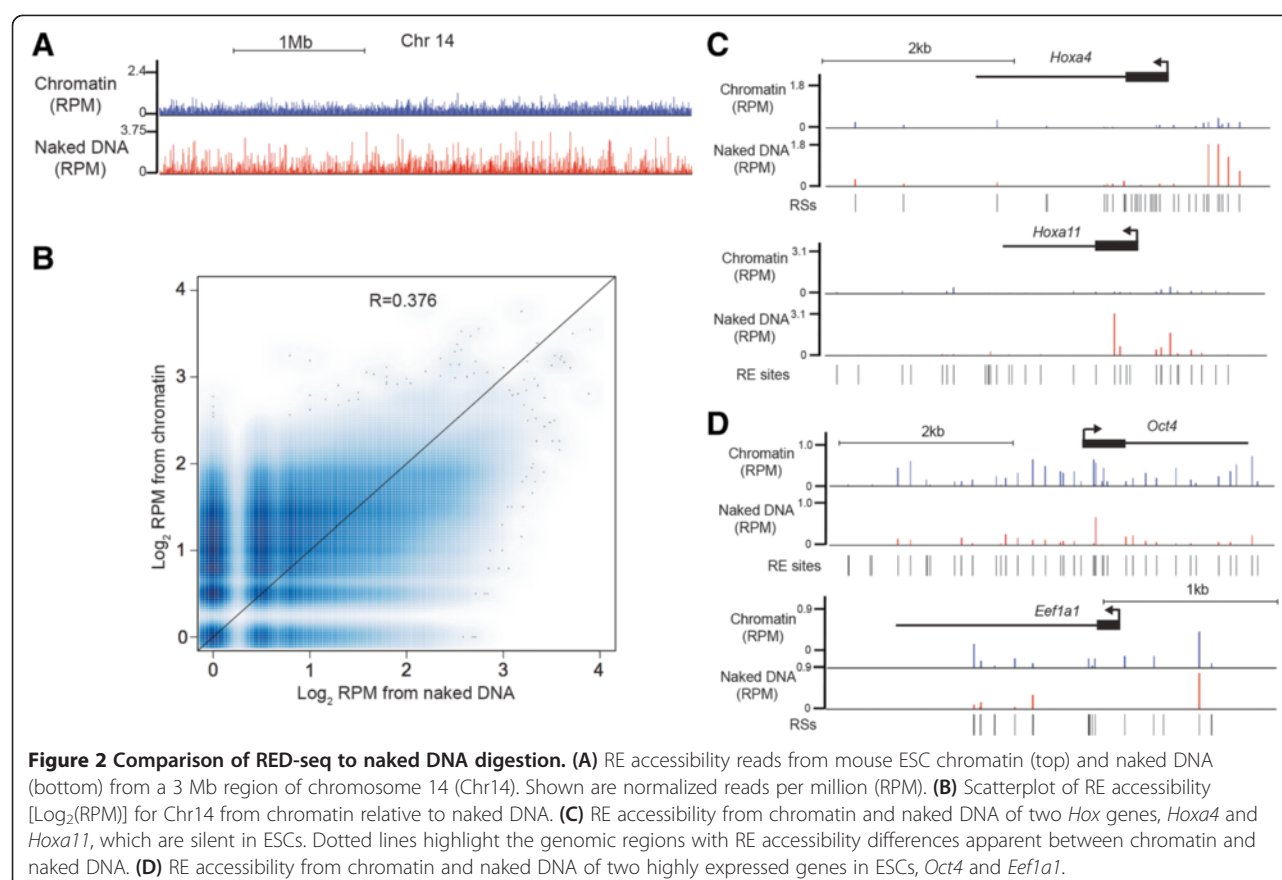 A
1Mb
Chr 14
Chromatin
(RPM)
2.4
0
Naked DNA
(RPM)
3.75
0
B
R=0.376
Log₂ RPM from chromatin
4
3
2
1
0
0 1 2 3 4
Log₂ RPM from naked DNA
C
2kb
Hoxa4
Chromatin
(RPM)
1.8
0
Naked DNA
(RPM)
1.8
0
RSs
Hoxa11
Chromatin
(RPM)
3.1
0
Naked DNA
(RPM)
3.1
0
RE sites
D
2kb
Oct4
Chromatin
(RPM)
1.0
0
Naked DNA
(RPM)
1.0
0
RE sites
1kb
Eef1a1
Chromatin
(RPM)
0.9
0
Naked DNA
(RPM)
0.9
0
RSs
Figure 2 Comparison of RED-seq to naked DNA digestion. (A) RE accessibility reads from mouse ESC chromatin (top) and naked DNA
(bottom) from a 3 Mb region of chromosome 14 (Chr14). Shown are normalized reads per million (RPM). (B) Scatterplot of RE accessibility
[Log₂(RPM)] for Chr14 from chromatin relative to naked DNA. (C) RE accessibility from chromatin and naked DNA of two Hox genes, Hoxa4 and
Hoxa11, which are silent in ESCs. Dotted lines highlight the genomic regions with RE accessibility differences apparent between chromatin and
naked DNA. (D) RE accessibility from chromatin and naked DNA of two highly expressed genes in ESCs, Oct4 and Eef1a1.